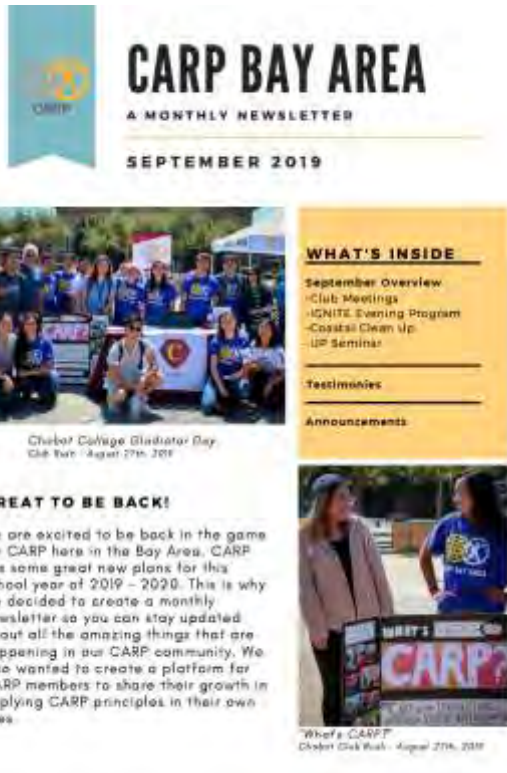 CARP
CARP BAY AREA
A MONTHLY NEWSLETTER
SEPTEMBER 2019
WHAT'S INSIDE
September Overview
-Club Meetings
-IGNITE Evening Program
-Coastal Clean Up
-UP Seminar
Testimonies
Announcements
Chabot College Gladiator Day
Club Rush - August 27th, 2019
REAT TO BE BACK!
are excited to be back in the game
CARP here in the Bay Area. CARP
s some great new plans for this
hool year of 2019 - 2020. This is why
decided to create a monthly
wsletter so you can stay updated
out all the amazing things that are
ppening in our CARP community. We
o wanted to create a platform for
ARP members to share their growth in
plying CARP principles in their own
es
CARP?
C
WHAT'S
CARP?
"What's CARP?"
Chabot Club Rush - August 27th, 2019